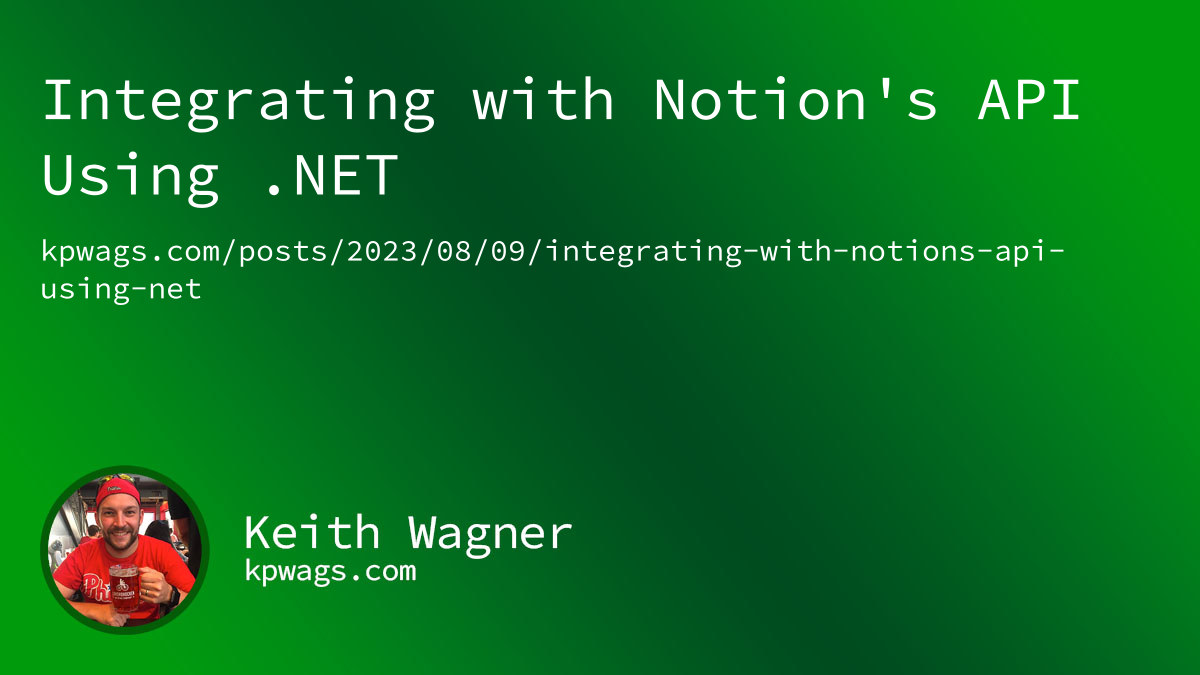 Integrating with Notion's API
Using .NET
kpwags.com/posts/2023/08/09/integrating-with-notions-api-
using-net
Keith Wagner
kpwags.com